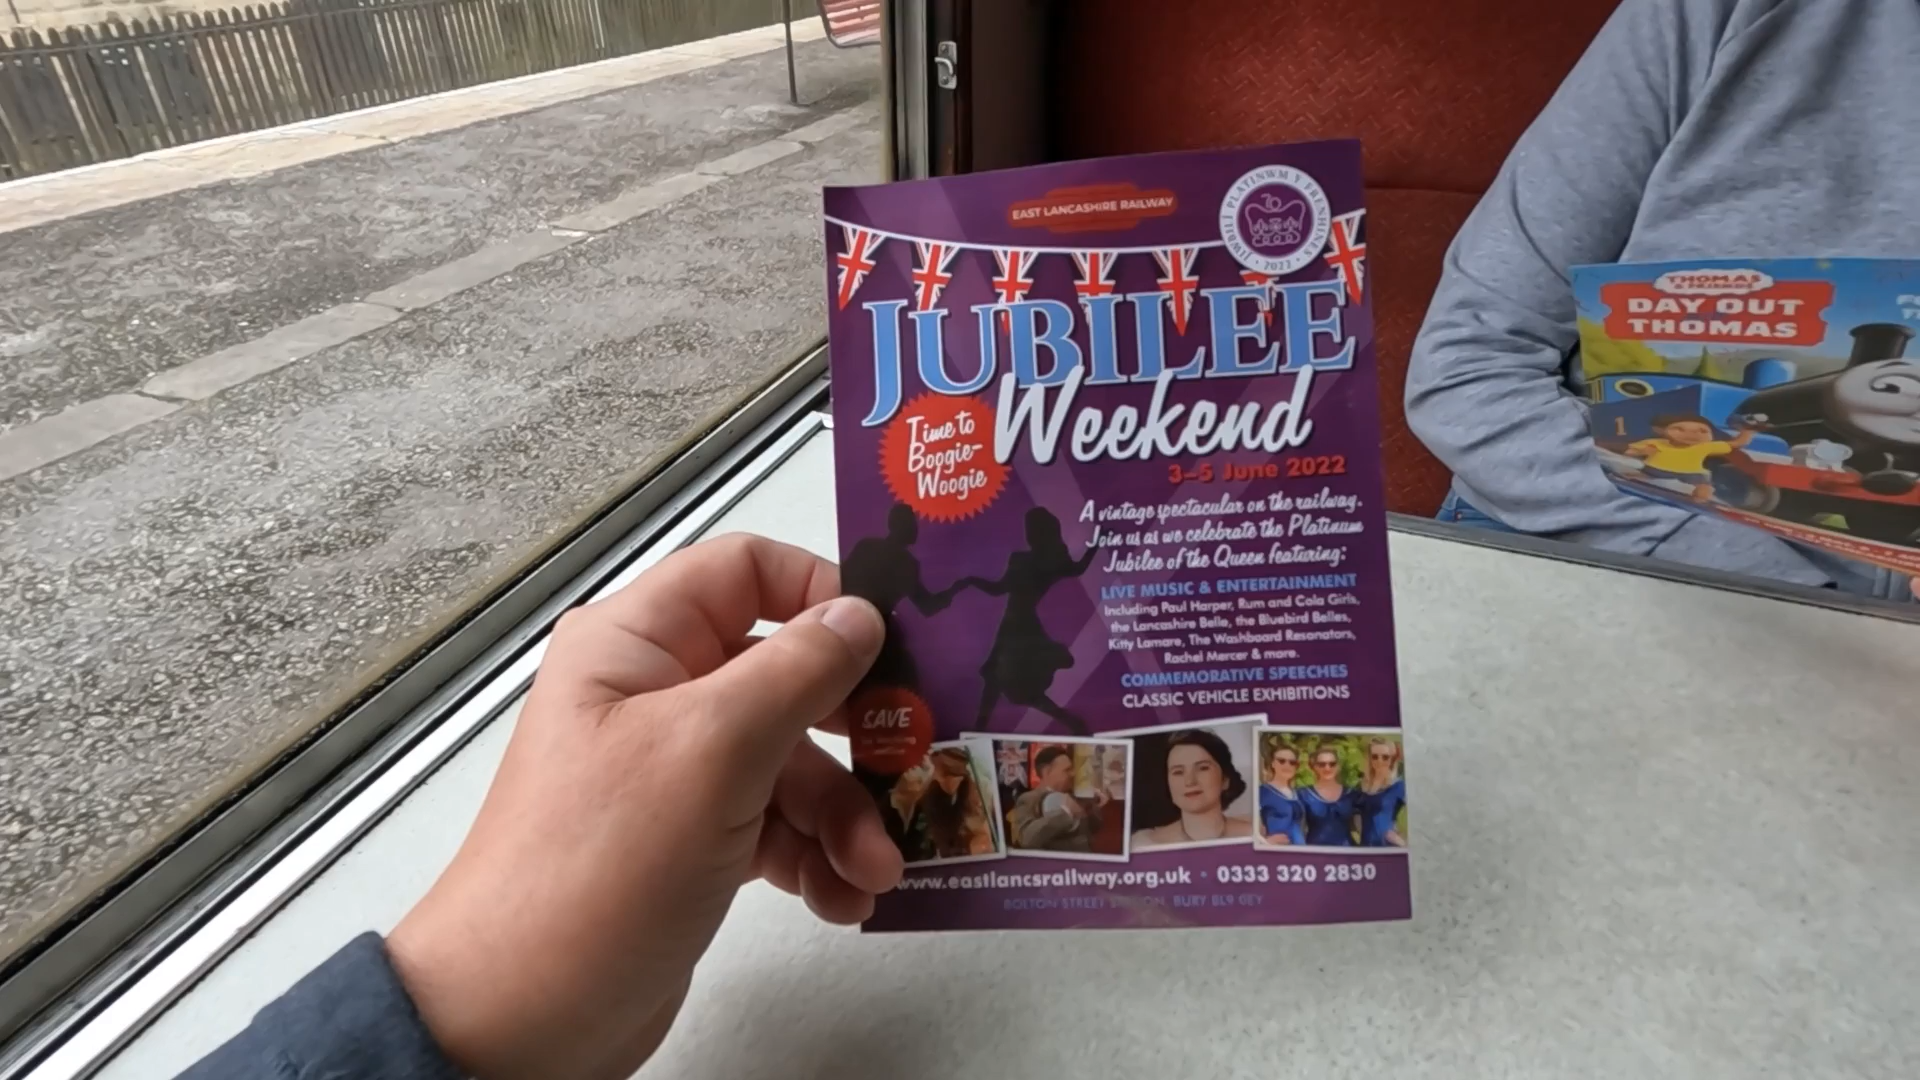 EAST LANCASHIRE RAILWAY
JIWBILÎ PLATINWM Y FRENHINES
70
2022
JUBILEE
Weekend
Time to
Boogie-
Woogie
3–5 June 2022
A vintage spectacular on the railway.
Join us as we celebrate the Platinum
Jubilee of the Queen featuring:
LIVE MUSIC & ENTERTAINMENT
Including Paul Harper, Rum and Cola Girls,
the Lancashire Belle, the Bluebird Belles,
Kitty Lamare, The Washboard Resonators,
Rachel Mercer & more.
COMMEMORATIVE SPEECHES
CLASSIC VEHICLE EXHIBITIONS
SAVE
www.eastlancsrailway.org.uk • 0333 320 2830
BOLTON STREET STATION, BURY BL9 0EY
THOMAS
& FRIENDS
DAY OUT
THOMAS
1